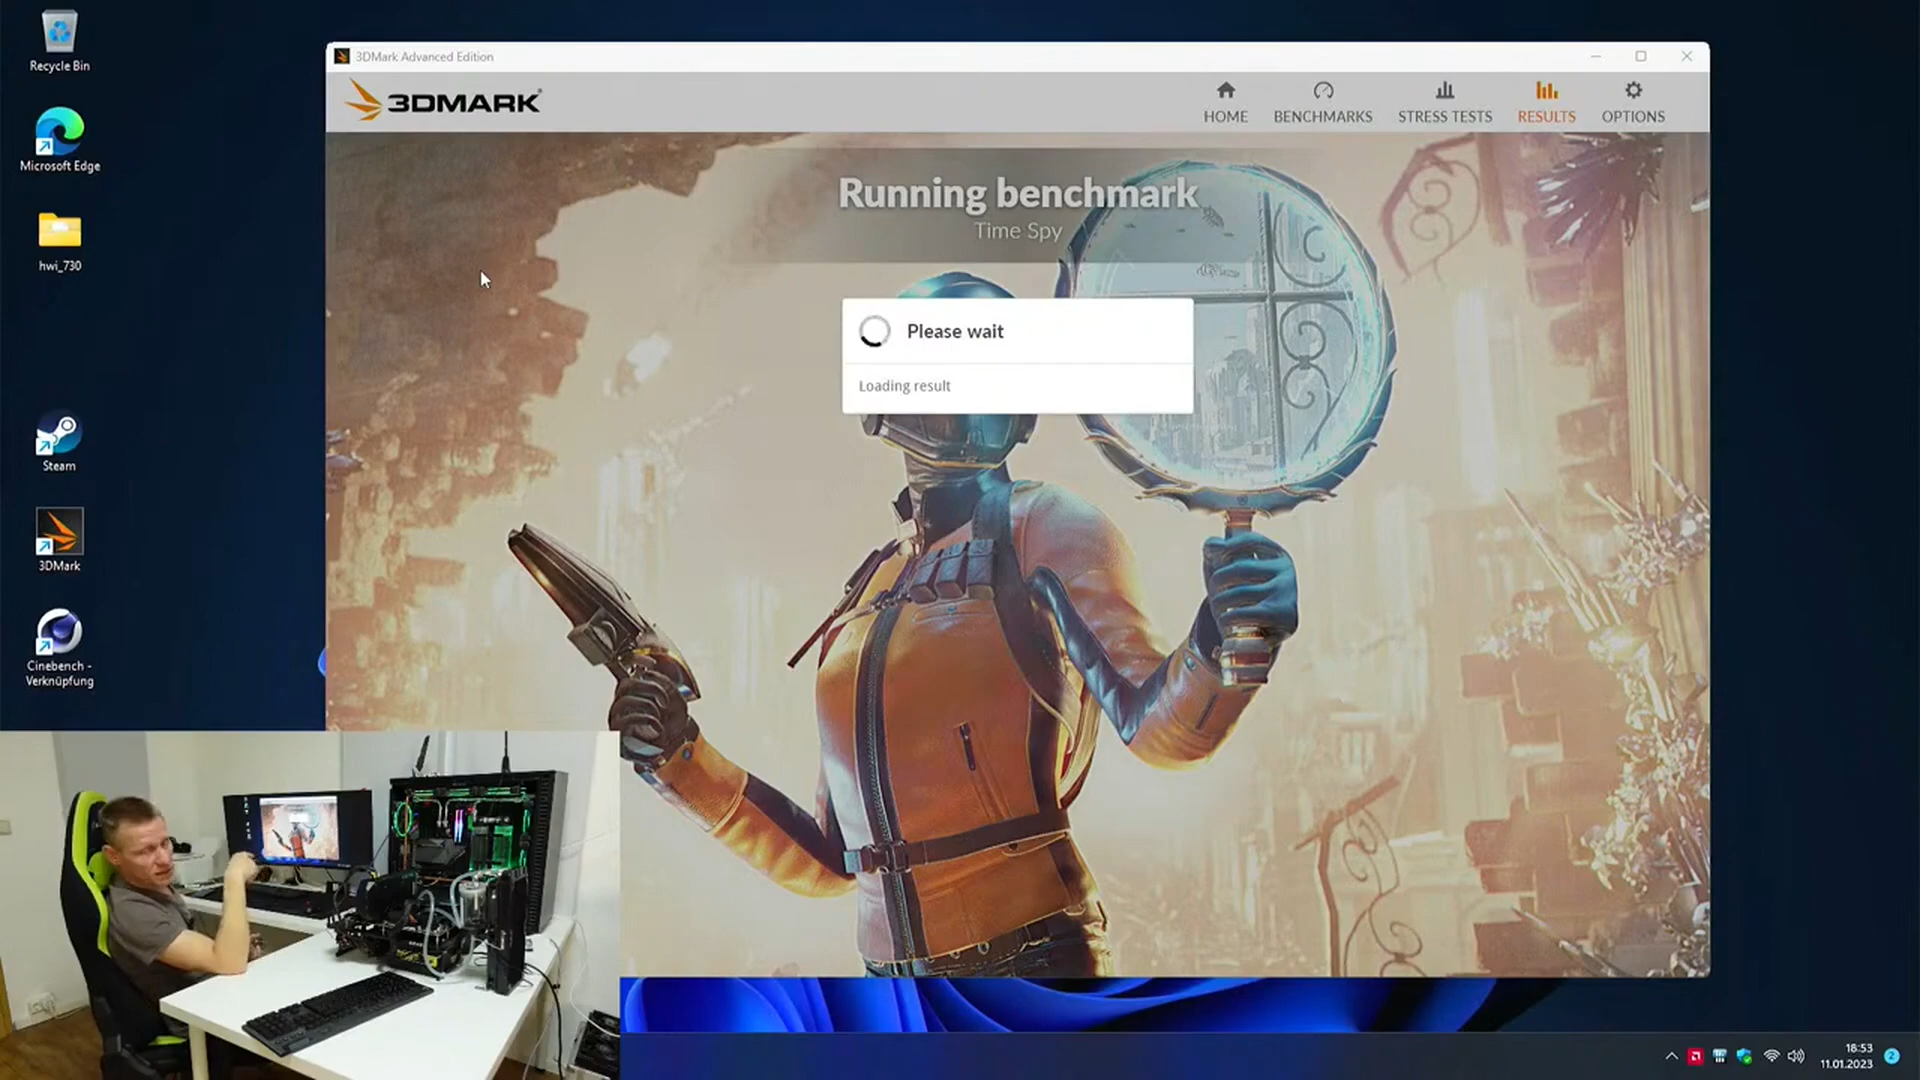 Recycle Bin
Microsoft Edge
hwi_730
Steam
3DMark
Cinebench -
Verknüpfung
3DMark Advanced Edition
3DMARK
HOME
BENCHMARKS
STRESS TESTS
RESULTS
OPTIONS
Running benchmark
Time Spy
Please wait
Loading result
18:53
11.01.2023
2